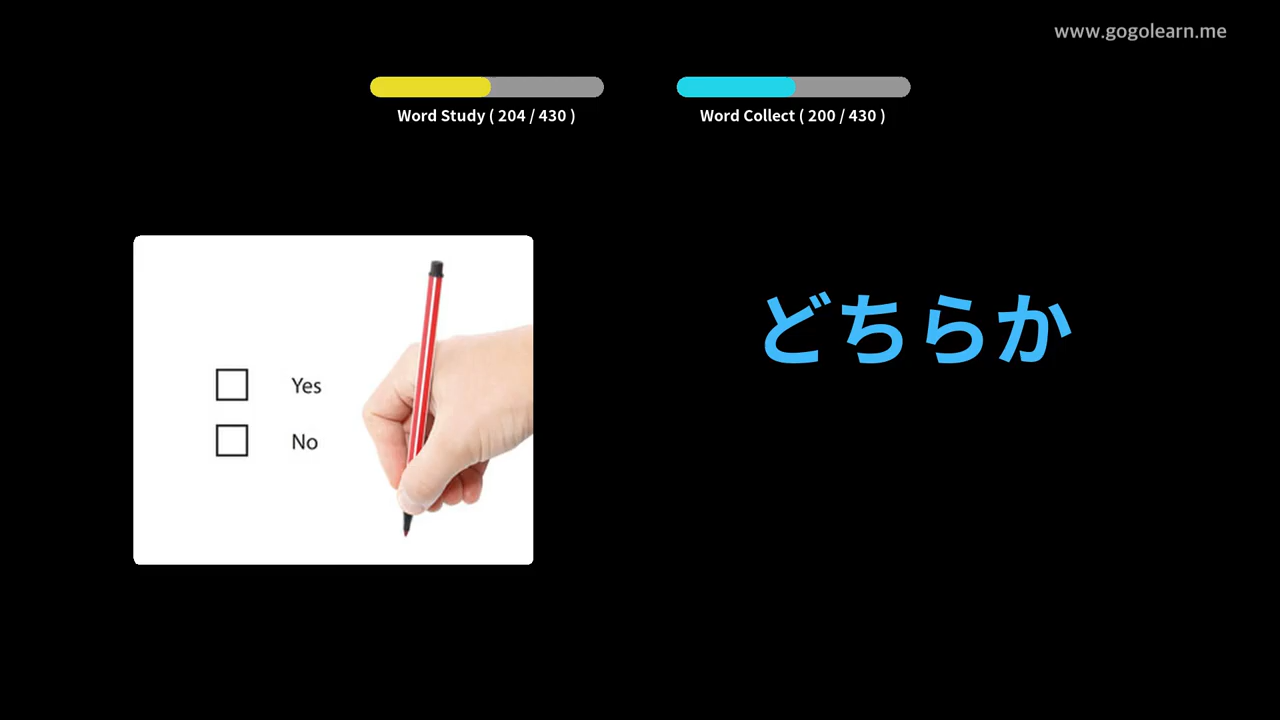 www.gogolearn.me
Word Study ( 204 / 430 )
Word Collect ( 200 / 430 )
Yes
No
どちらか